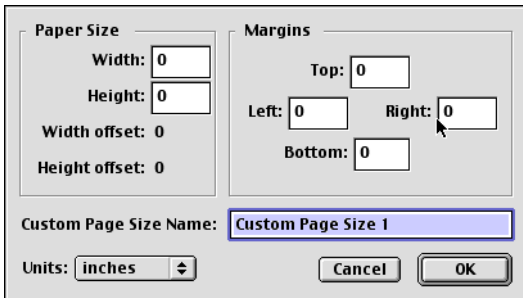 Paper Size
Width: 0
Height: 0
Width offset: 0
Height offset: 0
Margins
Top: 0
Left: 0 Right: 0
Bottom: 0
Custom Page Size Name: Custom Page Size 1
Units: inches Cancel OK